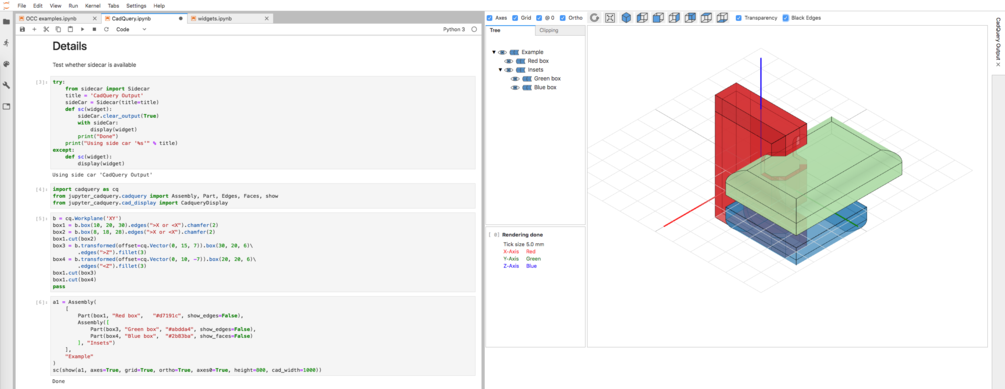 File Edit View Run Kernel Tabs Settings Help
OCC examples.ipynb
CadQuery.ipynb
widgets.ipynb
Code
Python 3
Details
Test whether sidecar is available
[3]:
try:
    from sidecar import Sidecar
    title = 'CadQuery Output'
    sideCar = Sidecar(title=title)
    def sc(widget):
        sideCar.clear_output(True)
        with sideCar:
            display(widget)
        print("Done")
    print("Using side car '%s'" % title)
except:
    def sc(widget):
        display(widget)
Using side car 'CadQuery Output'
[4]:
import cadquery as cq
from jupyter_cadquery.cadquery import Assembly, Part, Edges, Faces, show
from jupyter_cadquery.cad_display import CadqueryDisplay
[5]:
b = cq.Workplane('XY')
box1 = b.box(10, 20, 30).edges(">X or <X").chamfer(2)
box2 = b.box(8, 18, 28).edges(">X or <X").chamfer(2)
box1.cut(box2)
box3 = b.transformed(offset=cq.Vector(0, 15, 7)).box(30, 20, 6)\
        .edges(">Z").fillet(3)
box4 = b.transformed(offset=cq.Vector(0, 10, -7)).box(20, 20, 6)\
        .edges("<Z").fillet(3)
box1.cut(box3)
box1.cut(box4)
pass
[6]:
a1 = Assembly(
    [
        Part(box1, "Red box", "#d7191c", show_edges=False),
        Assembly([
            Part(box3, "Green box", "#abdda4", show_edges=False),
            Part(box4, "Blue box", "#2b83ba", show_faces=False)
        ], "Insets")
    ],
    "Example"
)
sc(show(a1, axes=True, grid=True, ortho=True, axes0=True, height=800, cad_width=1000))
Done
Axes Grid @ 0 Ortho Transparency Black Edges
Tree Clipping
Example
Red box
Insets
Green box
Blue box
[ 0] Rendering done
Tick size 5.0 mm
X-Axis Red
Y-Axis Green
Z-Axis Blue
CadQuery Output